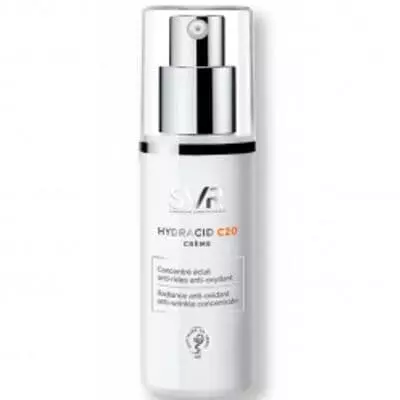 SVR
HYDRACID C20
CRÈME
Concentré éclat
anti-rides anti-oxydant
Radiance anti-oxidant
anti-wrinkle concentrate